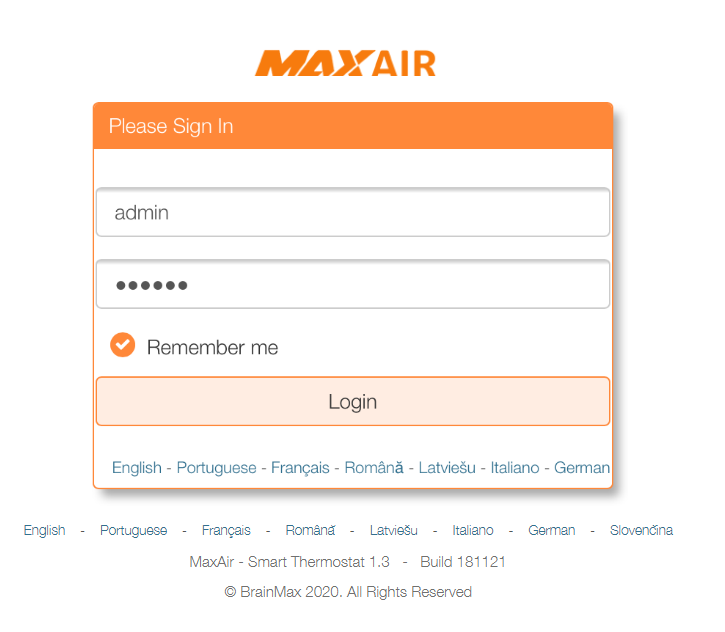 MAXAIR
Please Sign In
admin
••••••
Remember me
Login
English - Portuguese - Français - Română - Latviešu - Italiano - German
English - Portuguese - Français - Română - Latviešu - Italiano - German - Slovenčina
MaxAir - Smart Thermostat 1.3 - Build 181121
© BrainMax 2020. All Rights Reserved